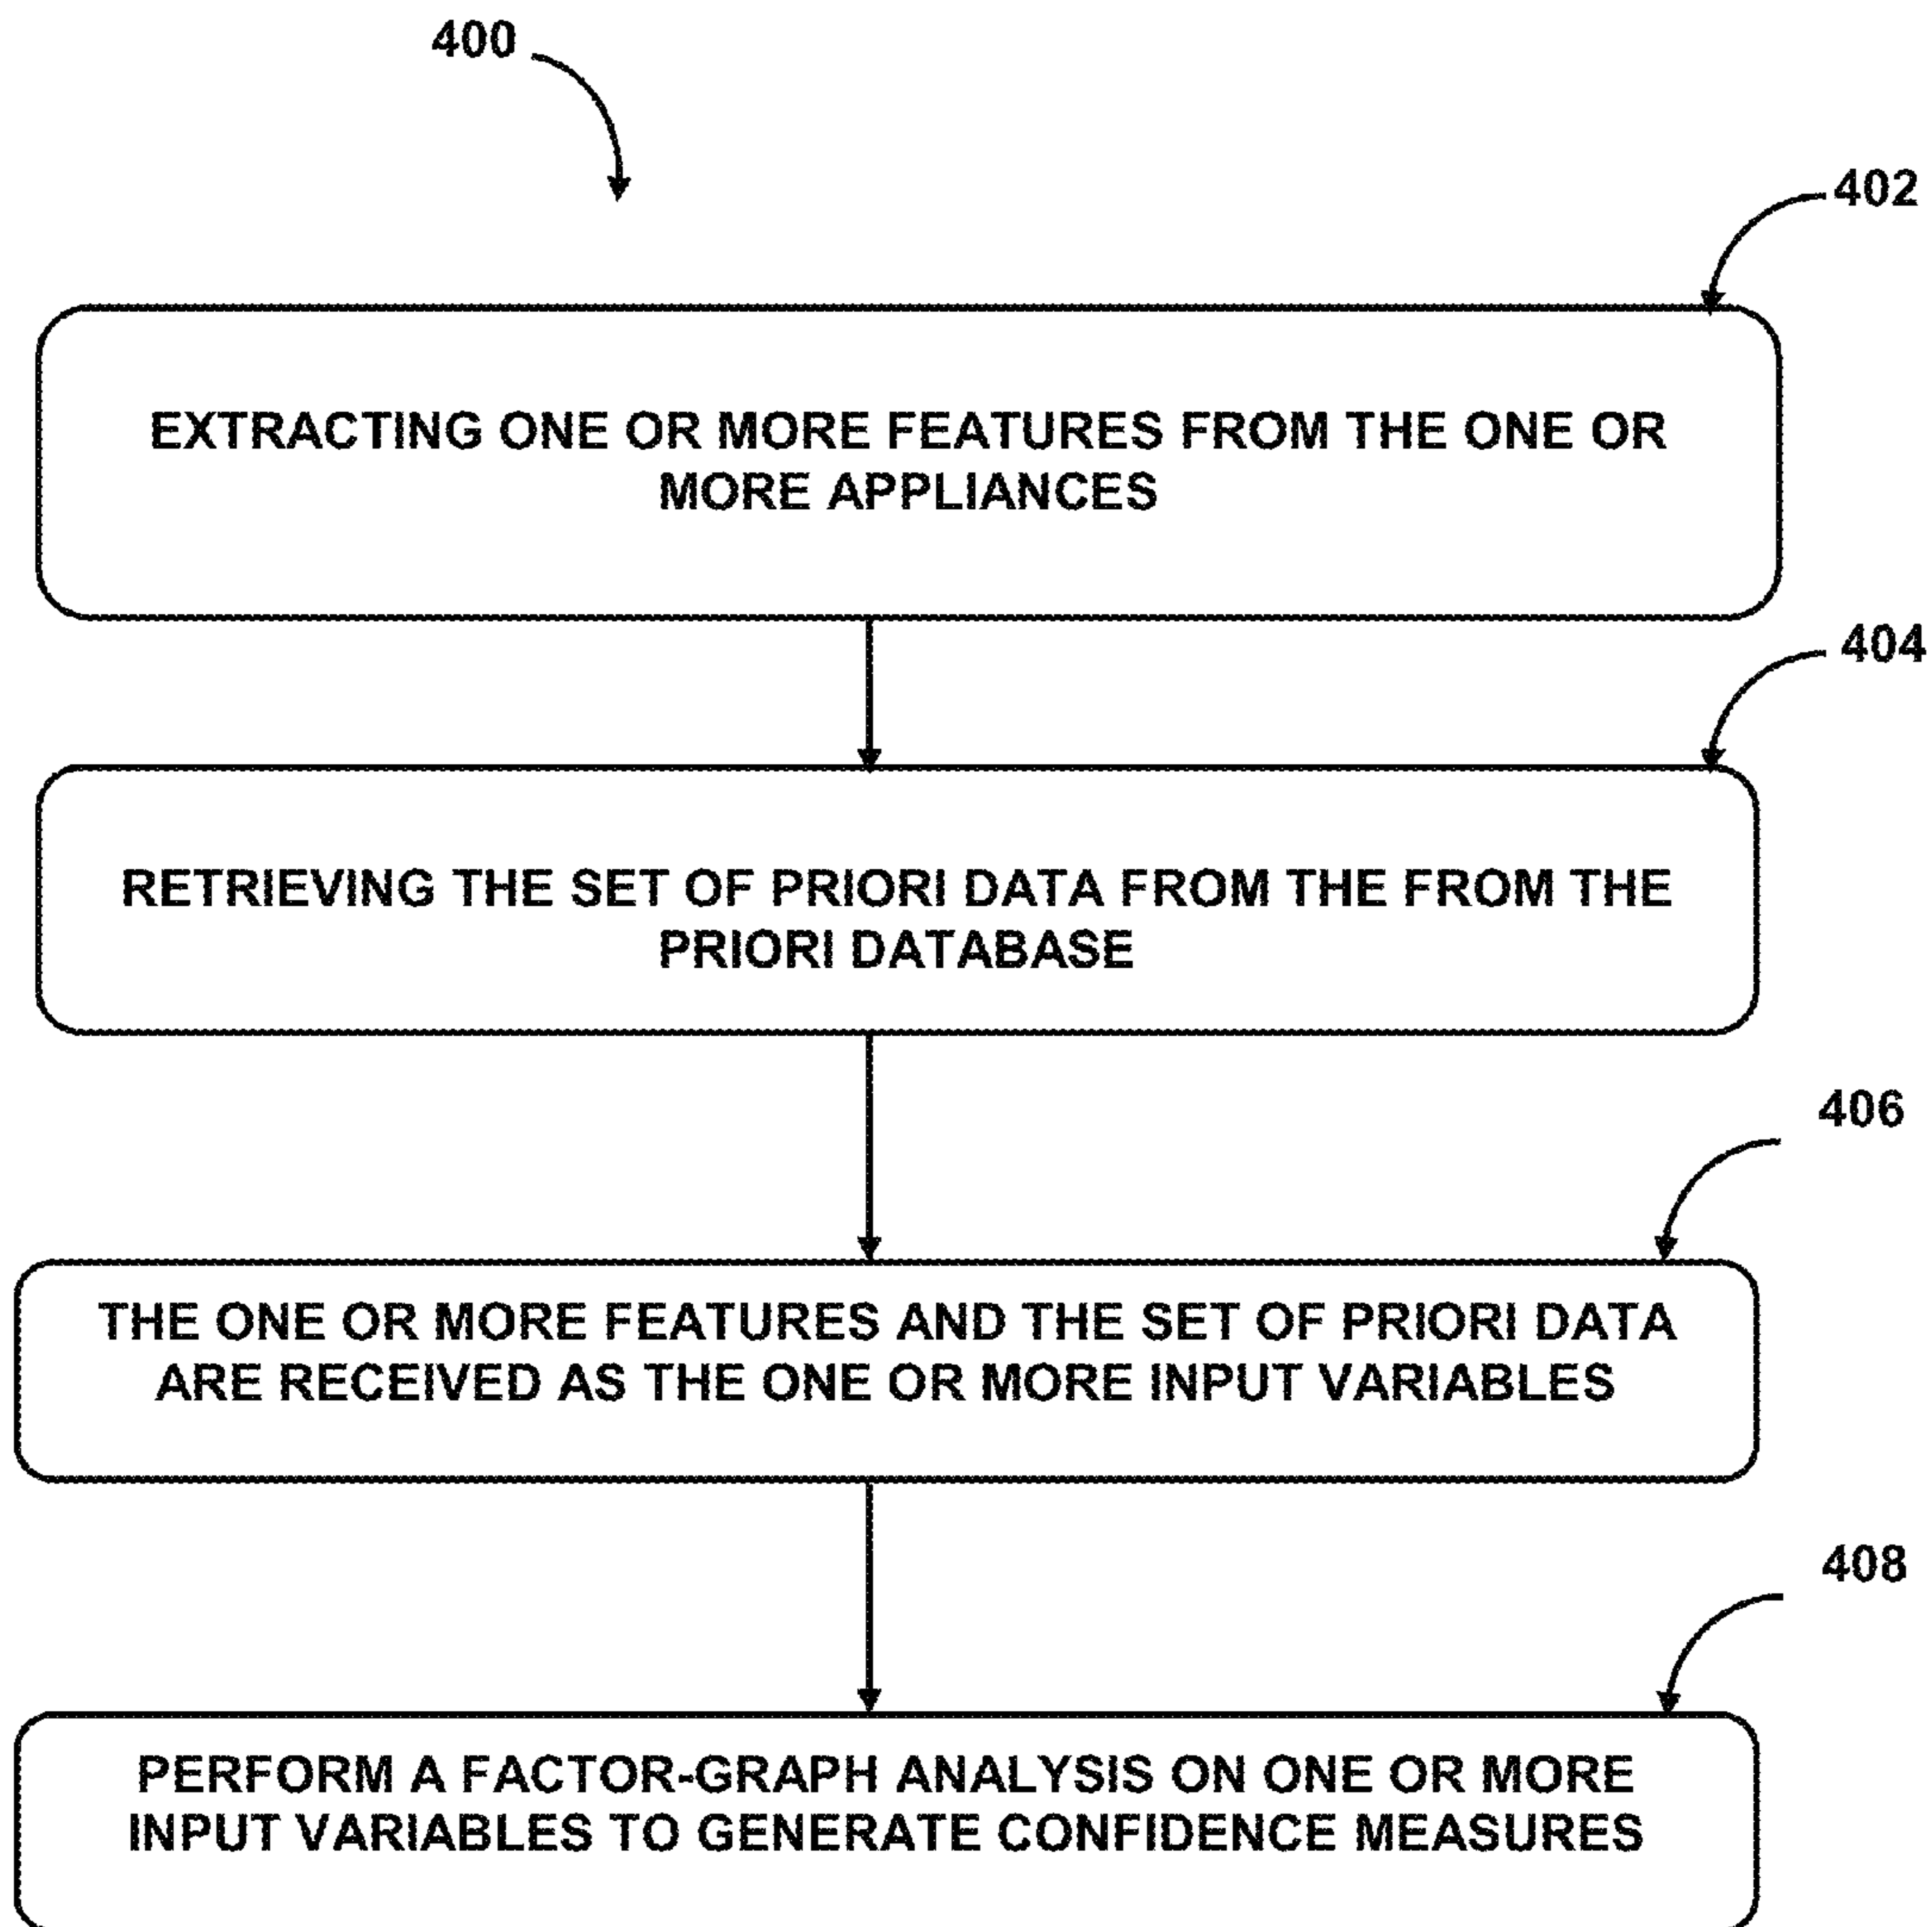 400
402
EXTRACTING ONE OR MORE FEATURES FROM THE ONE OR
MORE APPLIANCES
404
RETRIEVING THE SET OF PRIORI DATA FROM THE FROM THE
PRIORI DATABASE
406
THE ONE OR MORE FEATURES AND THE SET OF PRIORI DATA
ARE RECEIVED AS THE ONE OR MORE INPUT VARIABLES
408
PERFORM A FACTOR-GRAPH ANALYSIS ON ONE OR MORE
INPUT VARIABLES TO GENERATE CONFIDENCE MEASURES